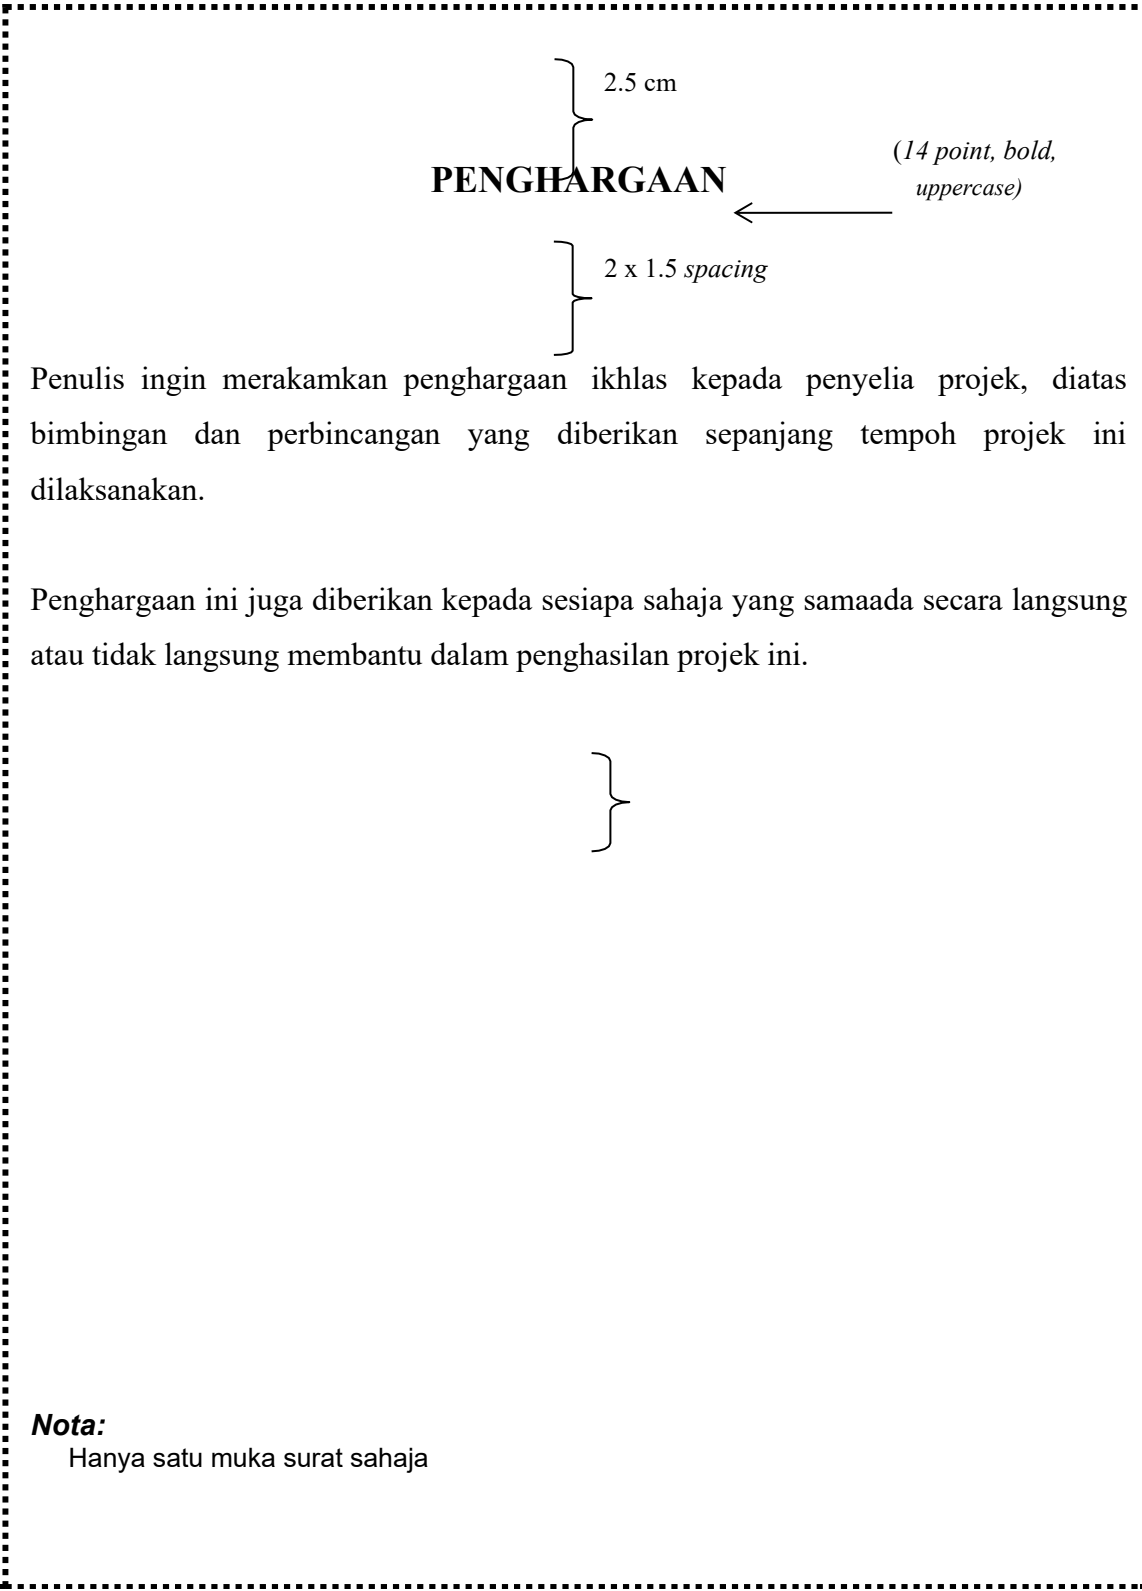 2.5 cm
(14 point, bold,
uppercase)
PENGHARGAAN
2 x 1.5 spacing
Penulis ingin merakamkan penghargaan ikhlas kepada penyelia projek, diatas
bimbingan dan perbincangan yang diberikan sepanjang tempoh projek ini
dilaksanakan.
Penghargaan ini juga diberikan kepada sesiapa sahaja yang samaada secara langsung
atau tidak langsung membantu dalam penghasilan projek ini.
Nota:
Hanya satu muka surat sahaja